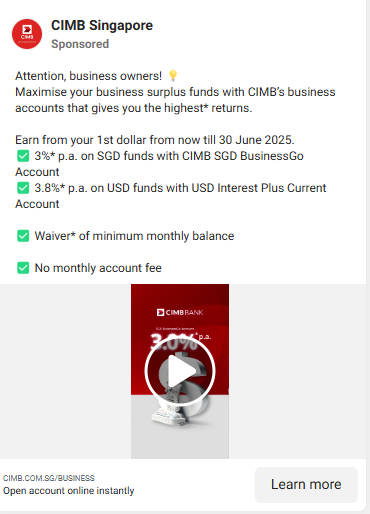 CIMB Singapore
Sponsored
Attention, business owners! 💡
Maximise your business surplus funds with CIMB's business
accounts that gives you the highest* returns.
Earn from your 1st dollar from now till 30 June 2025.
✅ 3%* p.a. on SGD funds with CIMB SGD BusinessGo
Account
✅ 3.8%* p.a. on USD funds with USD Interest Plus Current
Account
✅ Waiver* of minimum monthly balance
✅ No monthly account fee
CIMB BANK
3.0%*p.a.
CIMB.COM.SG/BUSINESS
Open account online instantly
Learn more